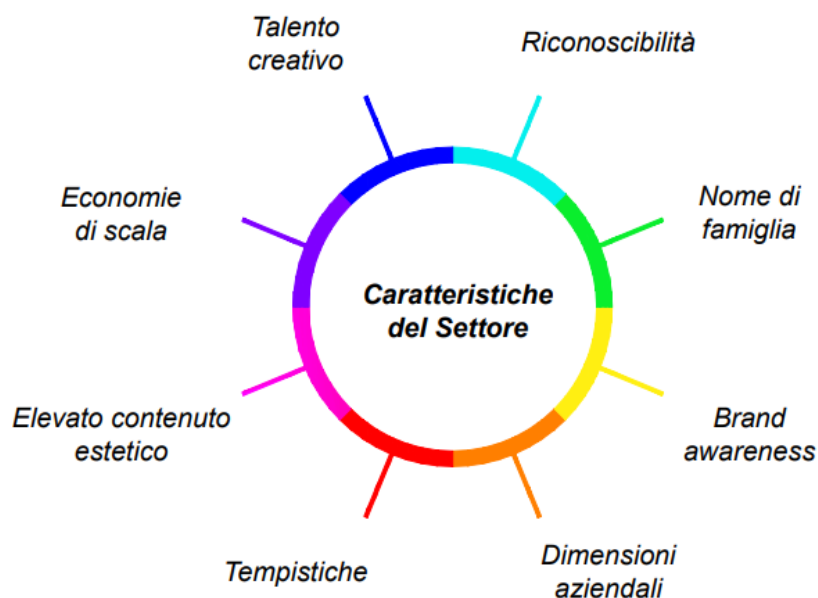 Talento
creativo
Riconoscibilità
Economie
di scala
Nome di
famiglia
Caratteristiche
del Settore
Elevato contenuto
estetico
Brand
awareness
Tempistiche
Dimensioni
aziendali